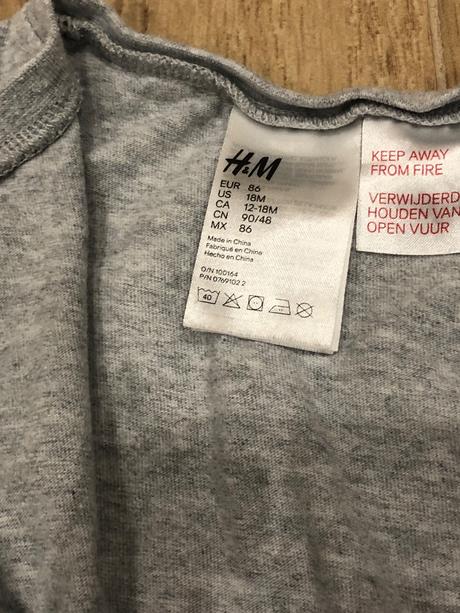 H&M
EUR 86
US 18M
CA 12-18M
CN 90/48
MX 86
Made in China
Fabriqué en Chine
Hecho en China
O/N 100164
P/N 0769102 2
40
KEEP AWAY
FROM FIRE
VERWIJDERD
HOUDEN VAN
OPEN VUUR